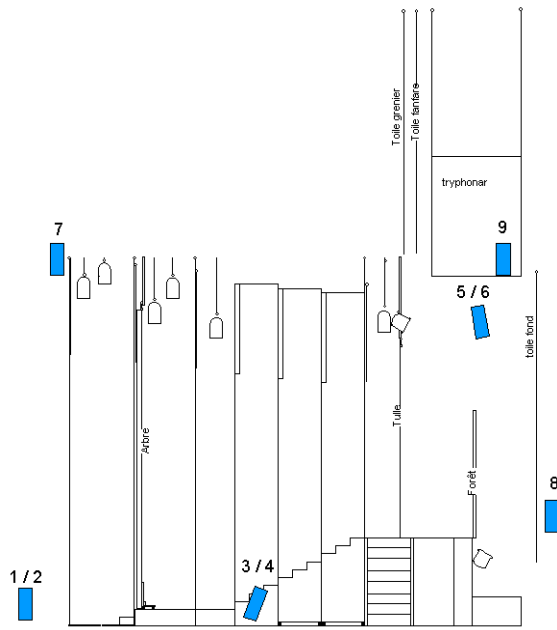 Toile grenier
Toile fanfare
tryphonar
7
9
5 / 6
toile fond
Arbre
Tulle
Forêt
8
3 / 4
1 / 2